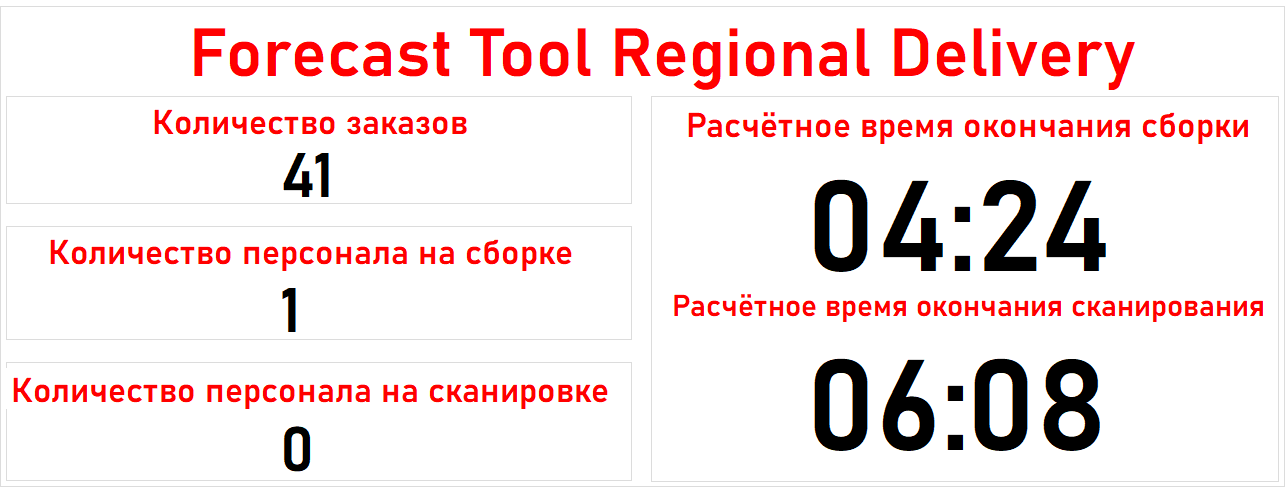 Forecast Tool Regional Delivery
Количество заказов
41
Количество персонала на сборке
1
Количество персонала на сканировке
0
Расчётное время окончания сборки
04:24
Расчётное время окончания сканирования
06:08